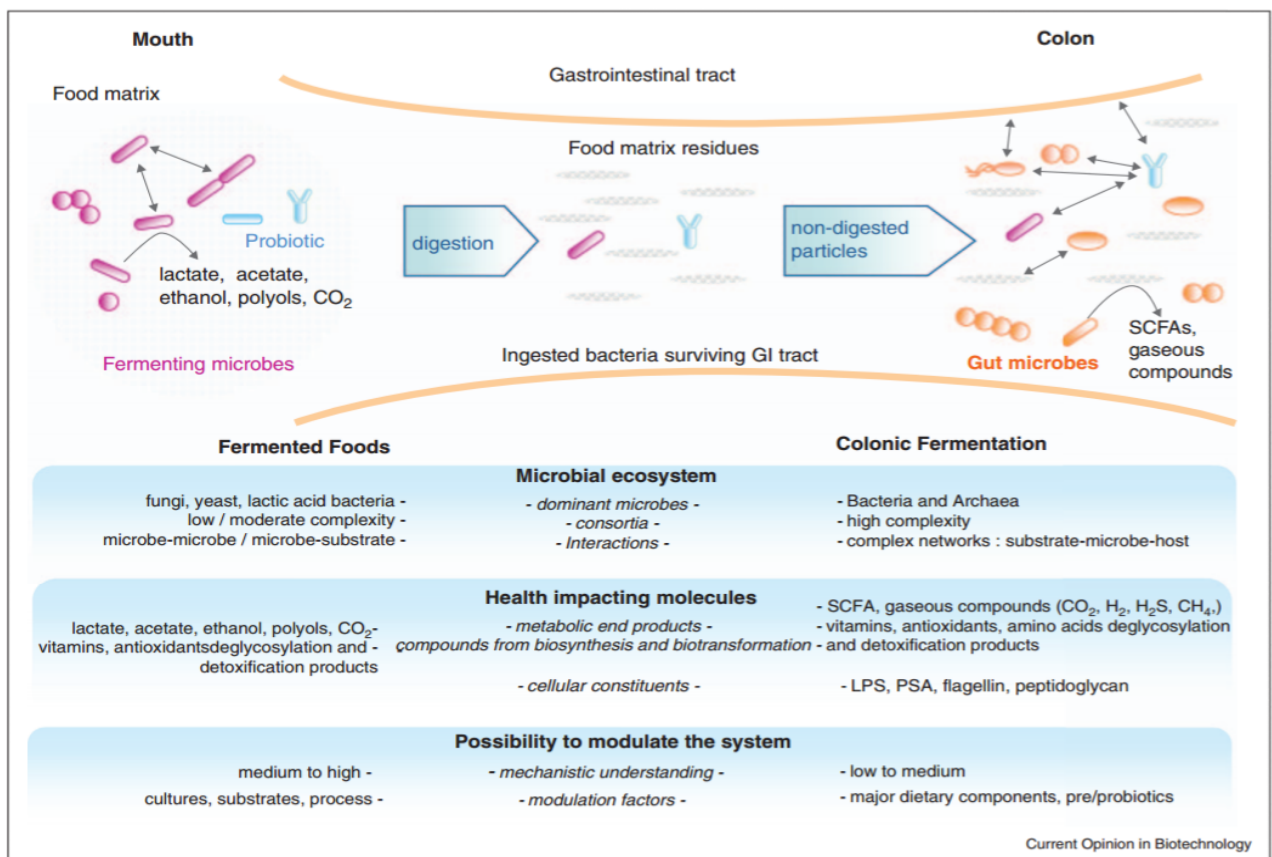 Mouth
Colon
Gastrointestinal tract
Food matrix
Food matrix residues
Probiotic
digestion
non-digested
particles
lactate, acetate,
ethanol, polyols, CO₂
Fermenting microbes
Ingested bacteria surviving GI tract
Gut microbes
SCFAs,
gaseous
compounds
Fermented Foods
Colonic Fermentation
Microbial ecosystem
fungi, yeast, lactic acid bacteria - - dominant microbes - - Bacteria and Archaea
low / moderate complexity - - consortia - - high complexity
microbe-microbe / microbe-substrate - - Interactions - - complex networks : substrate-microbe-host
Health impacting molecules
lactate, acetate, ethanol, polyols, CO₂- - metabolic end products - - SCFA, gaseous compounds (CO₂, H₂, H₂S, CH₄,)
vitamins, antioxidantsdeglycosylation and - compounds from biosynthesis and biotransformation - - vitamins, antioxidants, amino acids deglycosylation
detoxification products and detoxification products
- cellular constituents - - LPS, PSA, flagellin, peptidoglycan
Possibility to modulate the system
medium to high - - mechanistic understanding - - low to medium
cultures, substrates, process - - modulation factors - - major dietary components, pre/probiotics
Current Opinion in Biotechnology